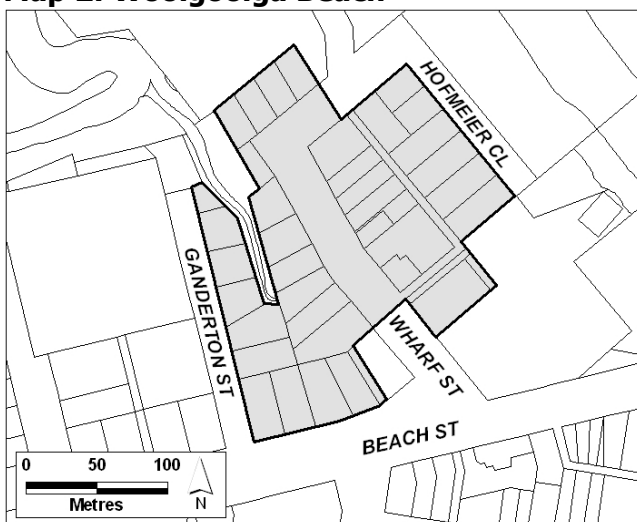 Map 2: Woolgoolga Beach
HOFMEIER CL
GANDERTON ST
WHARF ST
BEACH ST
0 50 100
Metres
N